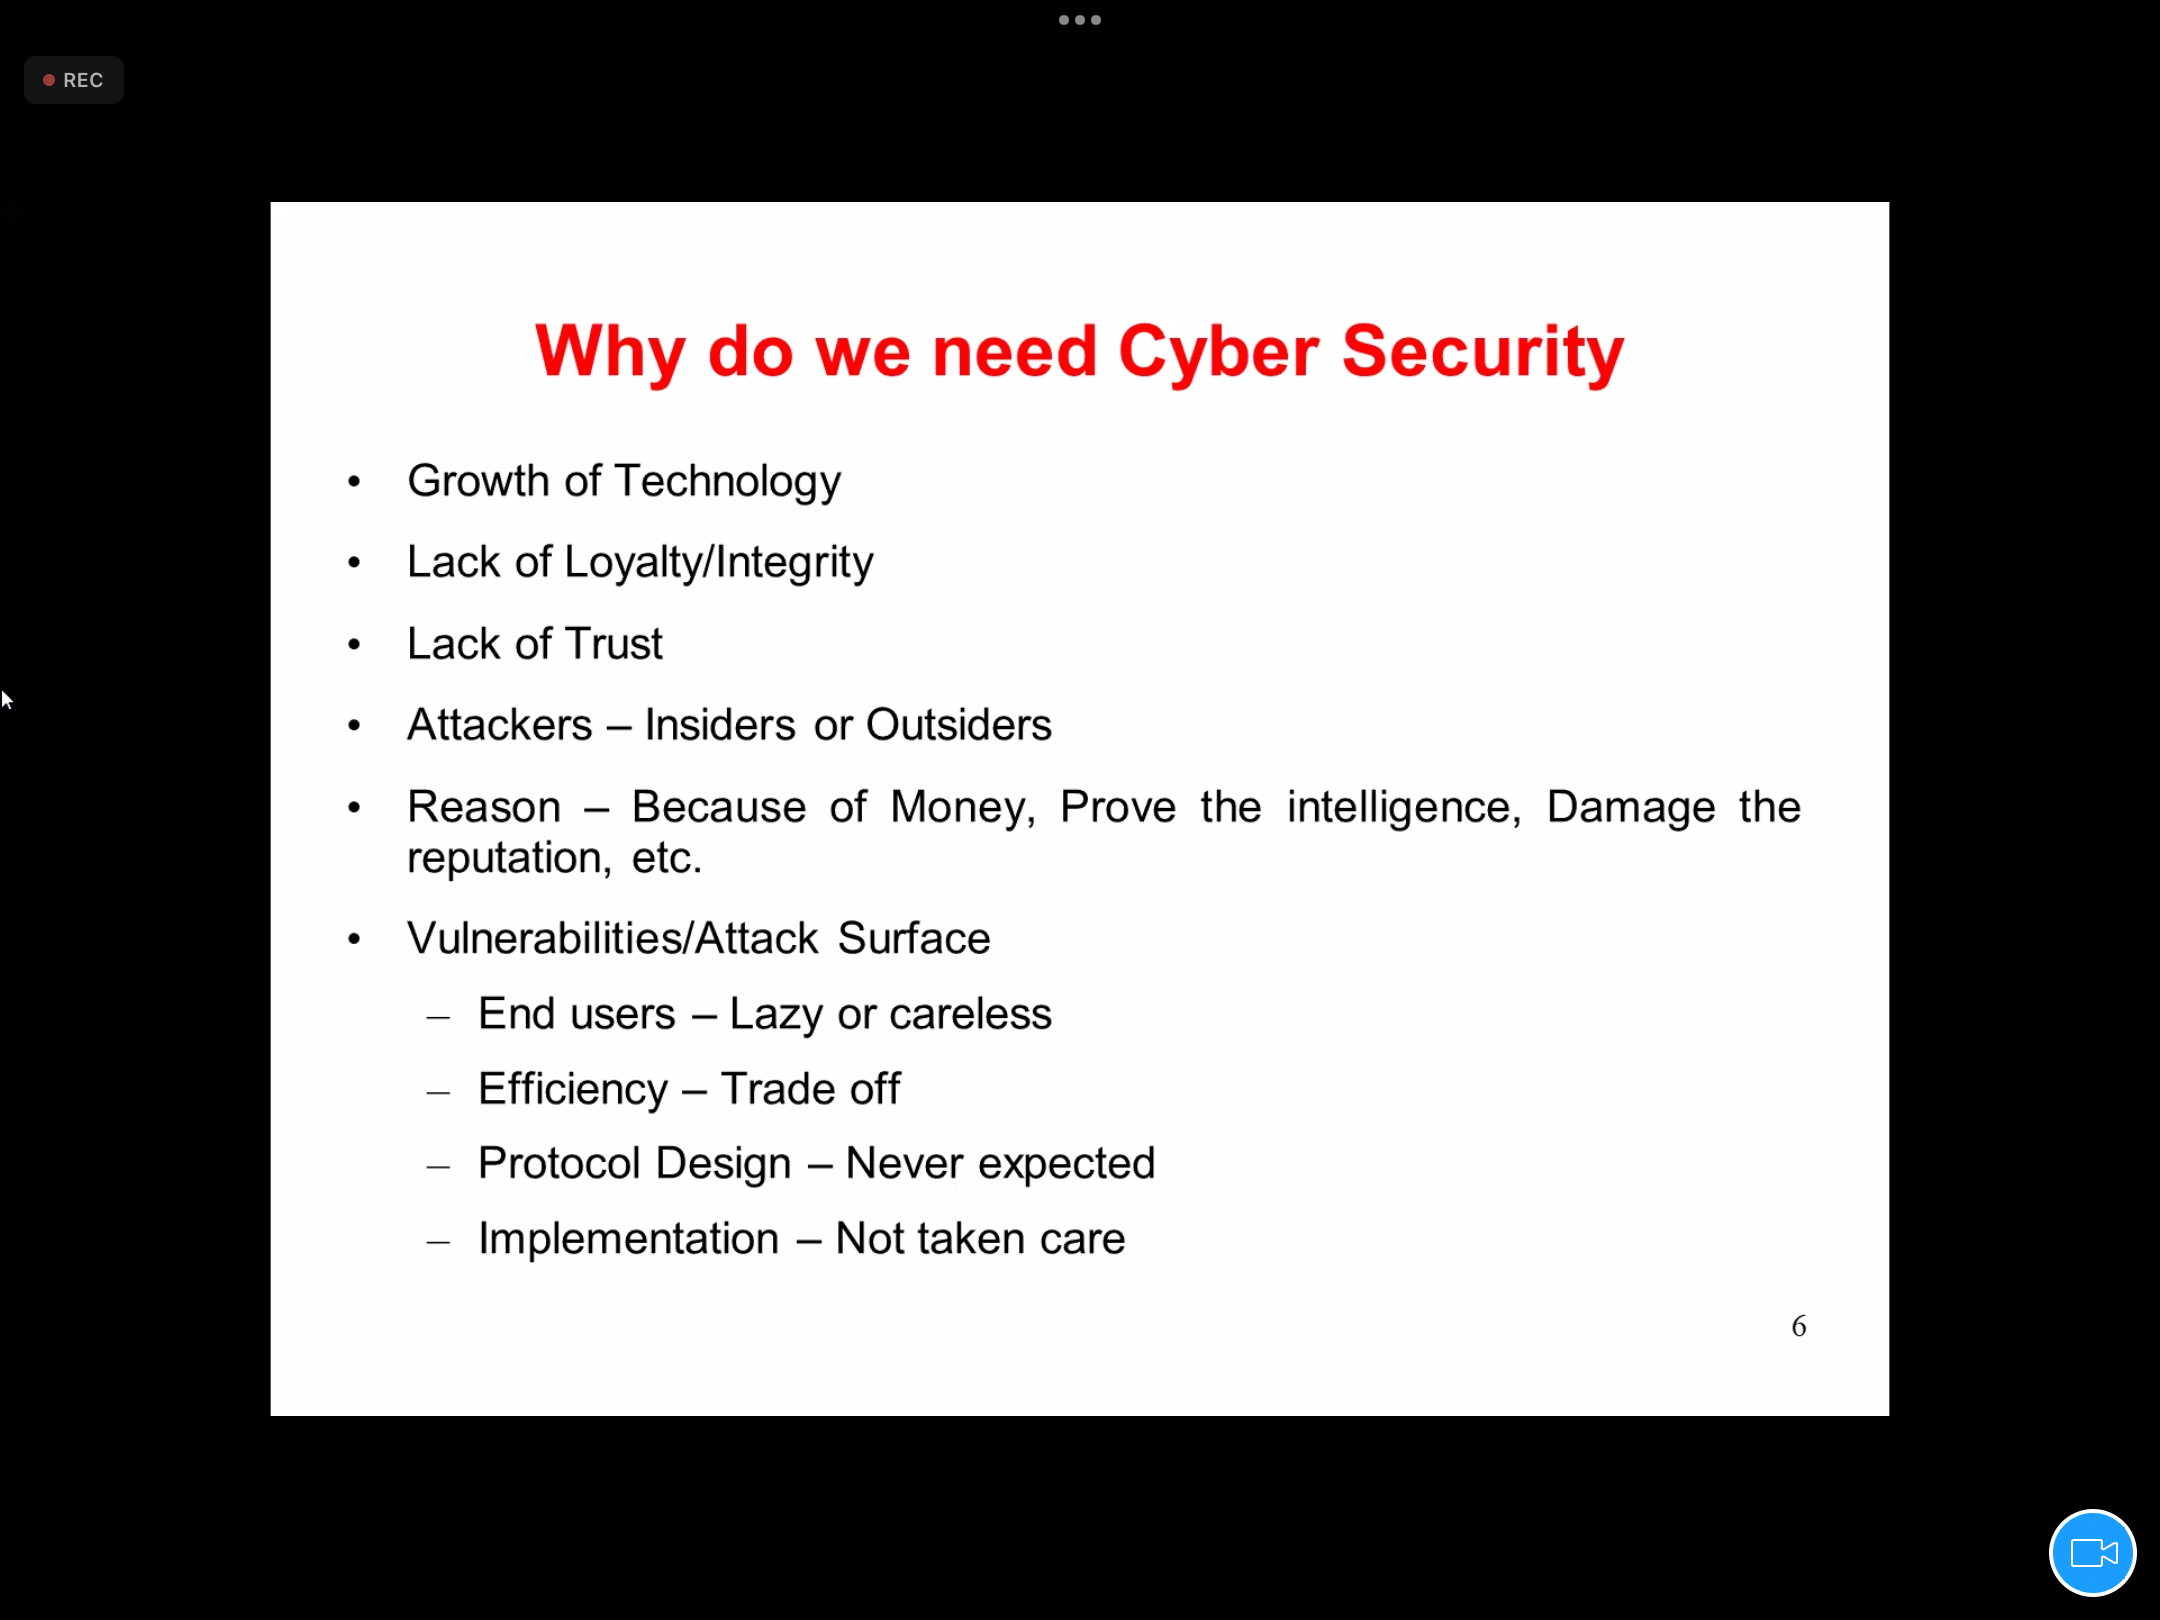 REC
Why do we need Cyber Security
• Growth of Technology
• Lack of Loyalty/Integrity
• Lack of Trust
• Attackers – Insiders or Outsiders
• Reason – Because of Money, Prove the intelligence, Damage the
reputation, etc.
• Vulnerabilities/Attack Surface
– End users – Lazy or careless
– Efficiency – Trade off
– Protocol Design – Never expected
– Implementation – Not taken care
6